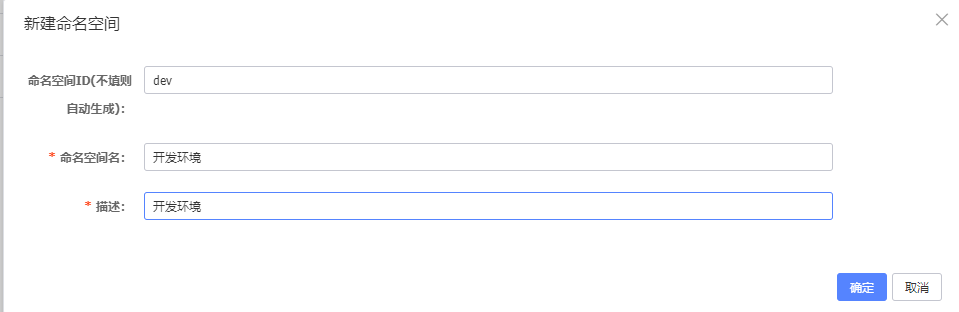 新建命名空间
命名空间ID(不填则
自动生成)：
dev
* 命名空间名：
开发环境
* 描述：
开发环境
确定
取消